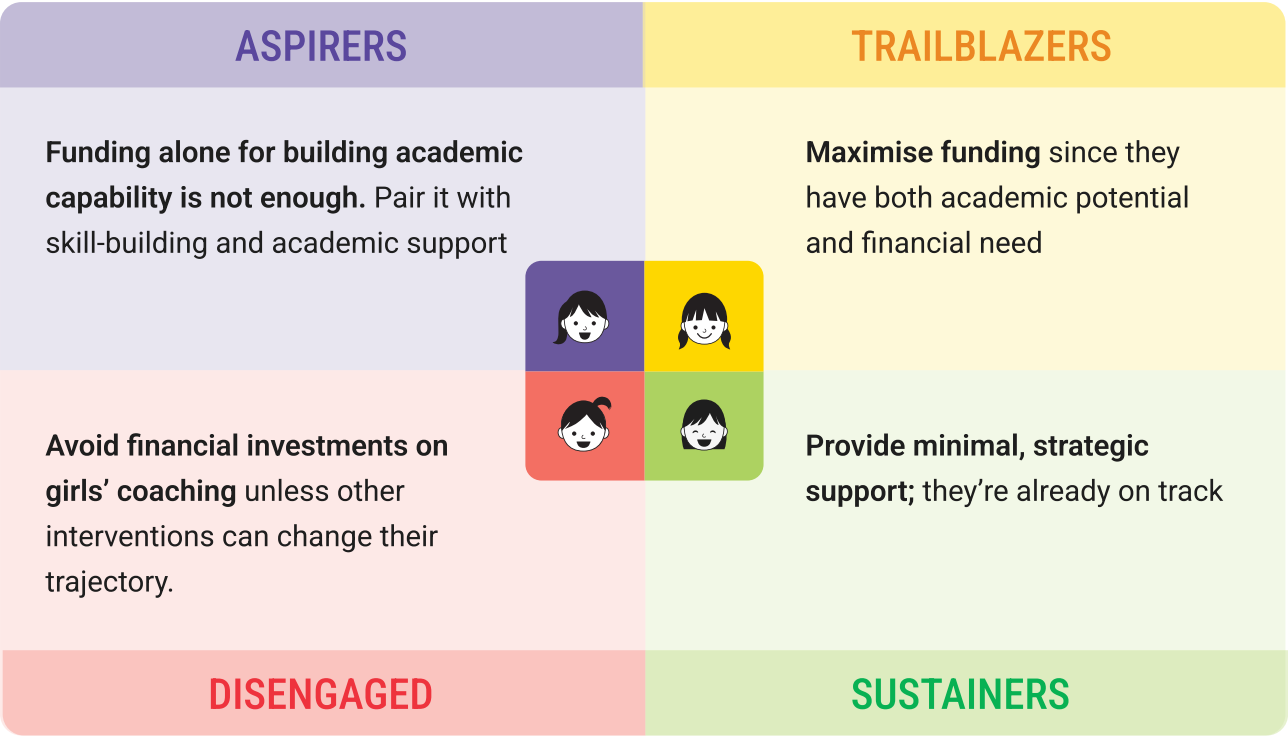 ASPIRERS
Funding alone for building academic
capability is not enough. Pair it with
skill-building and academic support
TRAILBLAZERS
Maximise funding since they
have both academic potential
and financial need
Avoid financial investments on
girls’ coaching unless other
interventions can change their
trajectory.
DISENGAGED
Provide minimal, strategic
support; they’re already on track
SUSTAINERS